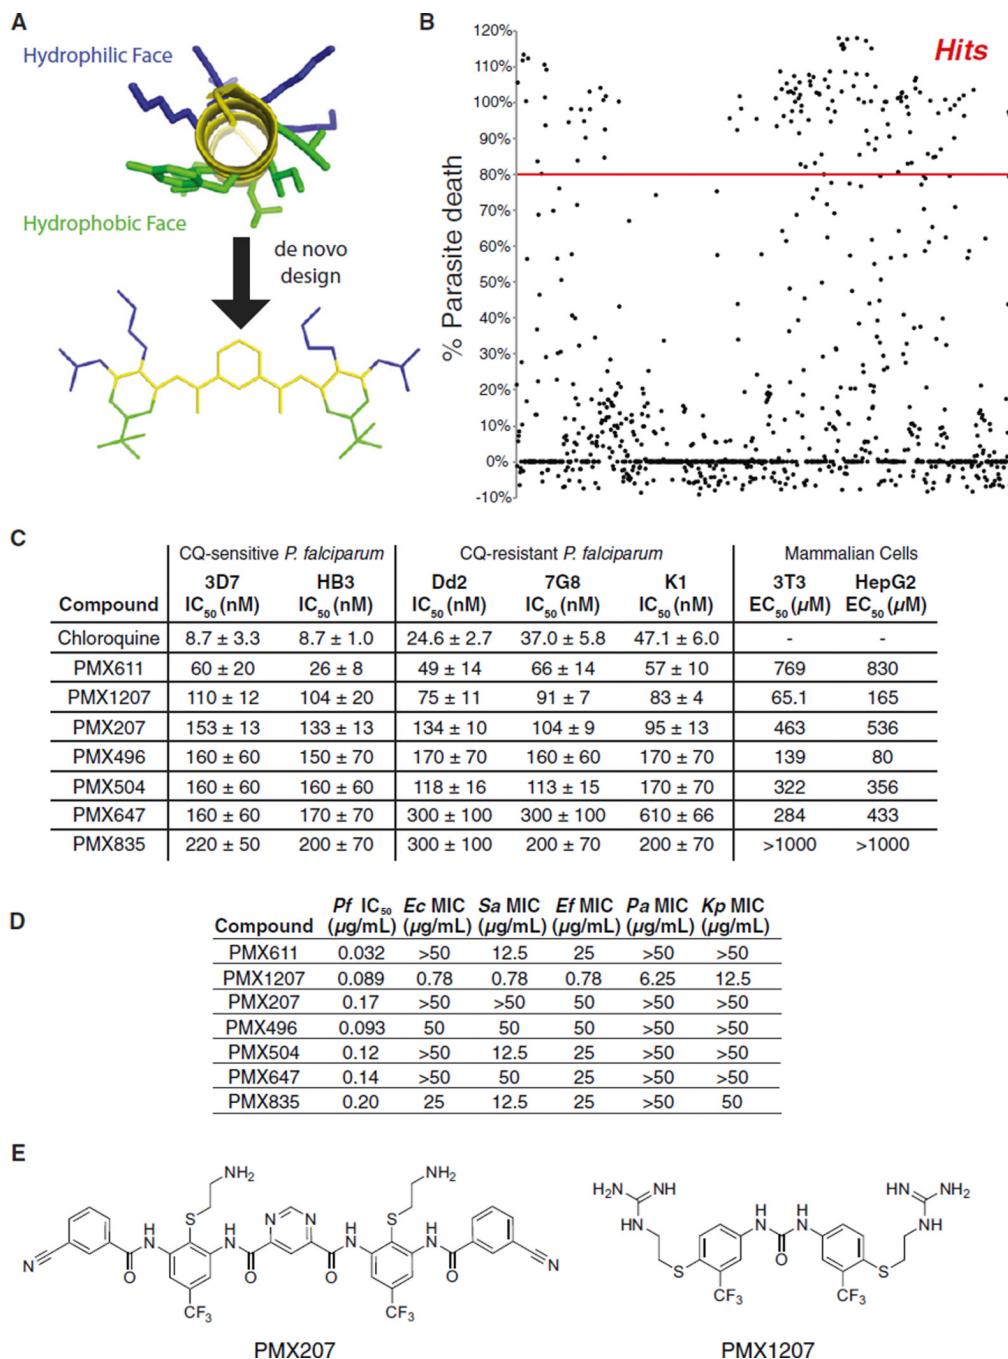 A
Hydrophilic Face
Hydrophobic Face
de novo
design
B
Hits
% Parasite death
120%
110%
100%
90%
80%
70%
60%
50%
40%
30%
20%
10%
0%
-10%
C
CQ-sensitive P. falciparum CQ-resistant P. falciparum Mammalian Cells
3D7 HB3 Dd2 7G8 K1 3T3 HepG2
Compound IC50 (nM) IC50 (nM) IC50 (nM) IC50 (nM) IC50 (nM) EC50 (µM) EC50 (µM)
Chloroquine 8.7 ± 3.3 8.7 ± 1.0 24.6 ± 2.7 37.0 ± 5.8 47.1 ± 6.0 - -
PMX611 60 ± 20 26 ± 8 49 ± 14 66 ± 14 57 ± 10 769 830
PMX1207 110 ± 12 104 ± 20 75 ± 11 91 ± 7 83 ± 4 65.1 165
PMX207 153 ± 13 133 ± 13 134 ± 10 104 ± 9 95 ± 13 463 536
PMX496 160 ± 60 150 ± 70 170 ± 70 160 ± 60 170 ± 70 139 80
PMX504 160 ± 60 160 ± 60 118 ± 16 113 ± 15 170 ± 70 322 356
PMX647 160 ± 60 170 ± 70 300 ± 100 300 ± 100 610 ± 66 284 433
PMX835 220 ± 50 200 ± 70 300 ± 100 200 ± 70 200 ± 70 >1000 >1000
D
Pf IC50 Ec MIC Sa MIC Ef MIC Pa MIC Kp MIC
Compound (µg/mL) (µg/mL) (µg/mL) (µg/mL) (µg/mL) (µg/mL)
PMX611 0.032 >50 12.5 25 >50 >50
PMX1207 0.089 0.78 0.78 0.78 6.25 12.5
PMX207 0.17 >50 >50 50 >50 >50
PMX496 0.093 50 50 50 >50 >50
PMX504 0.12 >50 12.5 25 >50 >50
PMX647 0.14 >50 50 25 >50 >50
PMX835 0.20 25 12.5 25 >50 50
E
NH2 NH2
S N N S
H H H H
N N N N
N O O O O N
CF3 CF3
PMX207
H2N NH HN NH2
HN NH
H H
N N
S O S
CF3 CF3
PMX1207